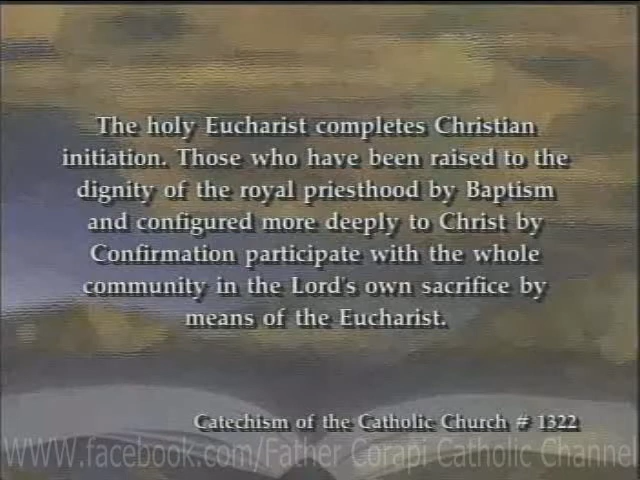 The holy Eucharist completes Christian
initiation. Those who have been raised to the
dignity of the royal priesthood by Baptism
and configured more deeply to Christ by
Confirmation participate with the whole
community in the Lord's own sacrifice by
means of the Eucharist.
Catechism of the Catholic Church # 1322
WWW.facebook.com/Father Corapi Catholic Channel